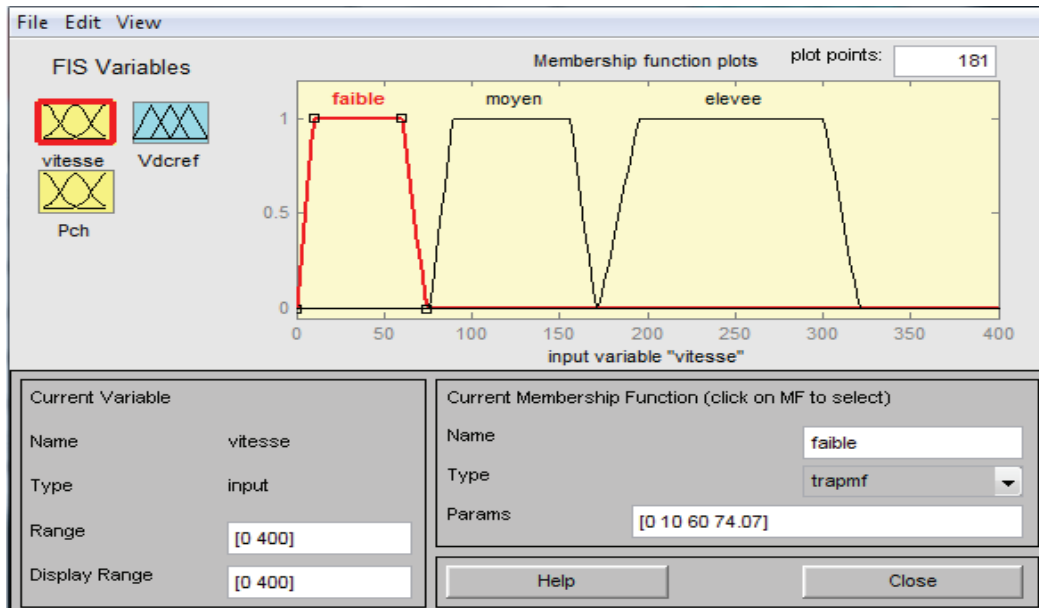 File Edit View
FIS Variables
vitesse
Vdcref
Pch
Membership function plots
plot points:
181
faible
moyen
elevee
1
0.5
0
0 50 100 150 200 250 300 350 400
input variable "vitesse"
Current Variable
Name
vitesse
Type
input
Range
[0 400]
Display Range
[0 400]
Current Membership Function (click on MF to select)
Name
faible
Type
trapmf
Params
[0 10 60 74.07]
Help
Close